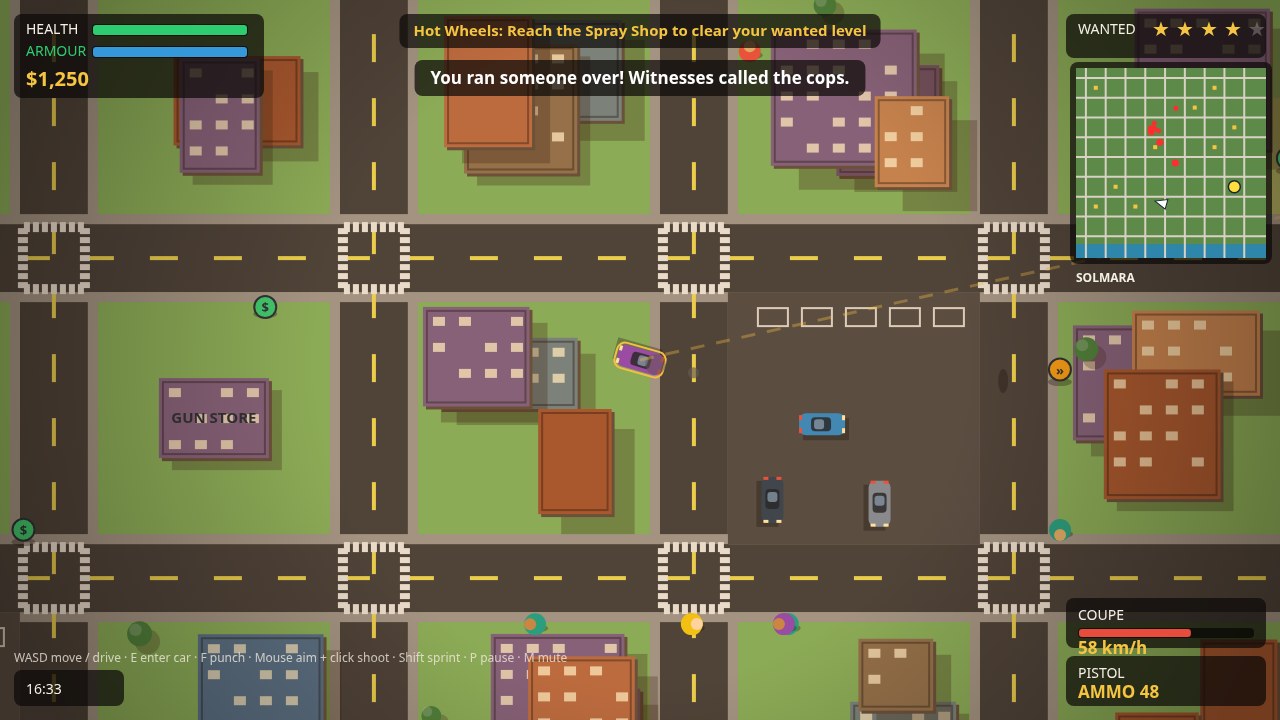 HEALTH
ARMOUR
$1,250
Hot Wheels: Reach the Spray Shop to clear your wanted level
You ran someone over! Witnesses called the cops.
WANTED ★ ★ ★ ★ ★
SOLMARA
$
»
GUN STORE
$
COUPE
58 km/h
WASD move / drive · E enter car · F punch · Mouse aim + click shoot · Shift sprint · P pause · M mute
PISTOL
AMMO 48
16:33